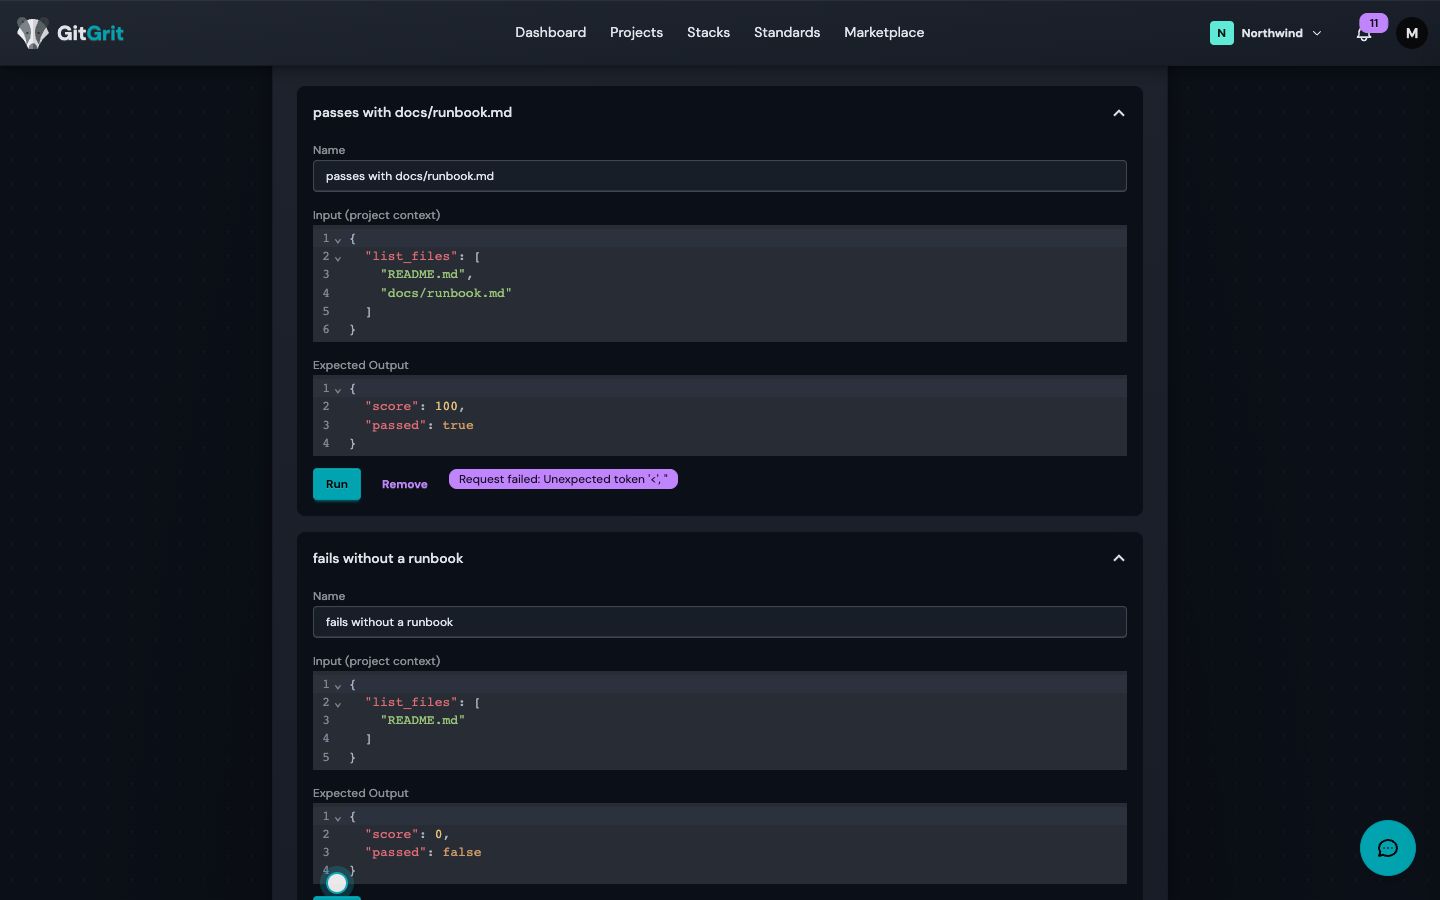 GitGrit
Dashboard Projects Stacks Standards Marketplace
N Northwind
11
M
passes with docs/runbook.md
Name
passes with docs/runbook.md
Input (project context)
1 {
2 "list_files": [
3 "README.md",
4 "docs/runbook.md"
5 ]
6 }
Expected Output
1 {
2 "score": 100,
3 "passed": true
4 }
Run Remove Request failed: Unexpected token '<', "
fails without a runbook
Name
fails without a runbook
Input (project context)
1 {
2 "list_files": [
3 "README.md"
4 ]
5 }
Expected Output
1 {
2 "score": 0,
3 "passed": false
4 }